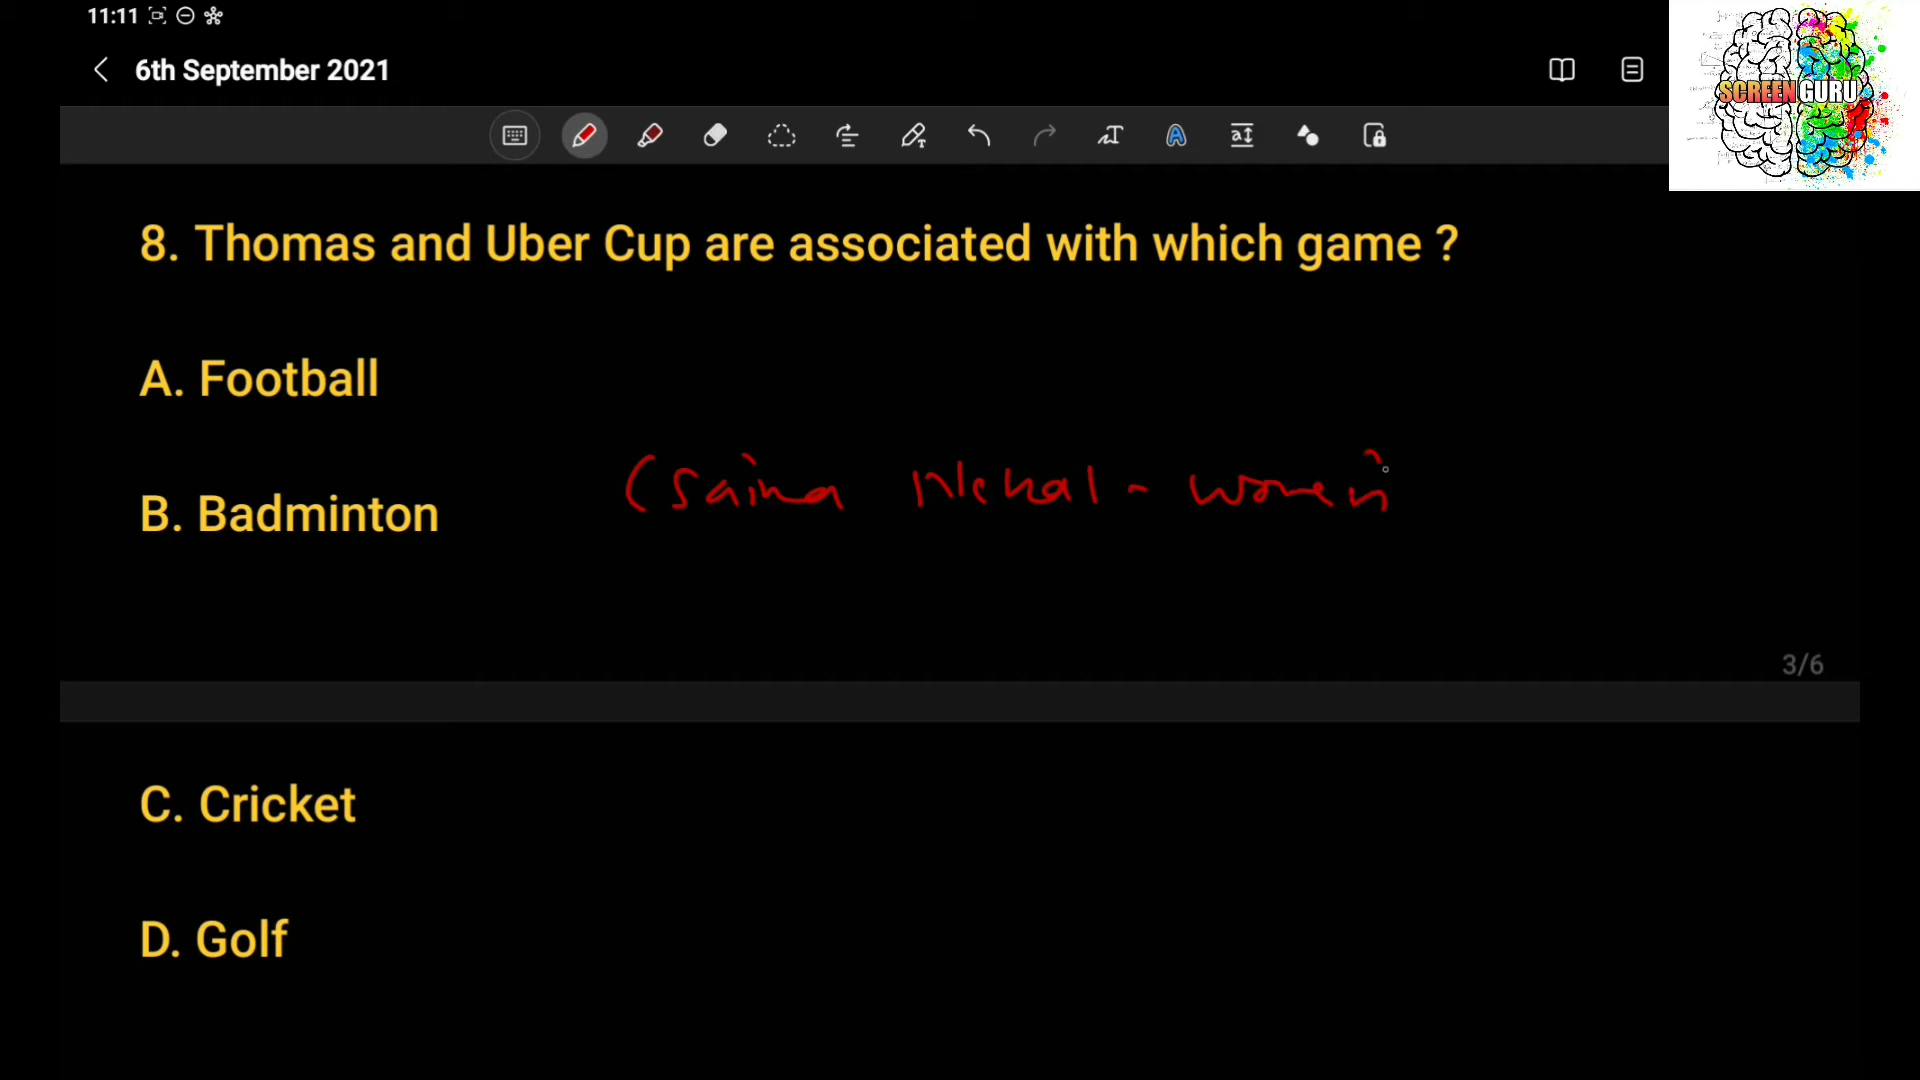 11:11
6th September 2021
SCREEN GURU
8. Thomas and Uber Cup are associated with which game ?
A. Football
(Saina Nehal - women
B. Badminton
3/6
C. Cricket
D. Golf